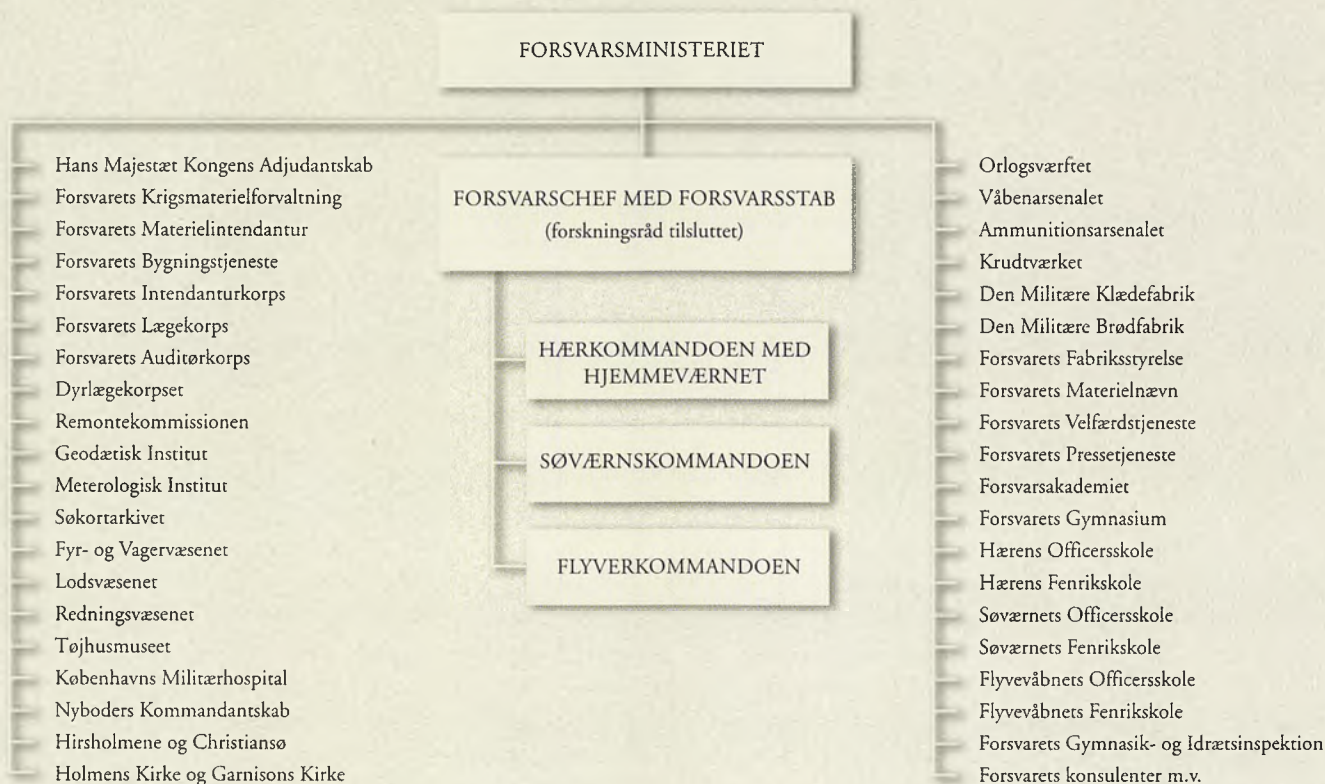 FORSVARSMINISTERIET
Hans Majestæt Kongens Adjudantskab
Forsvarets Krigsmaterielforvaltning
Forsvarets Materielintendantur
Forsvarets Bygningstjeneste
Forsvarets Intendanturkorps
Forsvarets Lægekorps
Forsvarets Auditørkorps
Dyrlægekorpset
Remontekommissionen
Geodætisk Institut
Meterologisk Institut
Søkortarkivet
Fyr- og Vagervæsenet
Lodsvæsenet
Redningsvæsenet
Tøjhusmuseet
Københavns Militærhospital
Nyboders Kommandantskab
Hirsholmene og Christiansø
Holmens Kirke og Garnisons Kirke
FORSVARSCHEF MED FORSVARSSTAB
(forskningsråd tilsluttet)
HÆRKOMMANDOEN MED
HJEMMEVÆRNET
SØVÆRNSKOMMANDOEN
FLYVERKOMMANDOEN
Orlogsværftet
Våbenarsenalet
Ammunitionsarsenalet
Krudtværket
Den Militære Klædefabrik
Den Militære Brødfabrik
Forsvarets Fabriksstyrelse
Forsvarets Materielnævn
Forsvarets Velfærdstjeneste
Forsvarets Pressetjeneste
Forsvarsakademiet
Forsvarets Gymnasium
Hærens Officersskole
Hærens Fenrikskole
Søværnets Officersskole
Søværnets Fenrikskole
Flyvevåbnets Officersskole
Flyvevåbnets Fenrikskole
Forsvarets Gymnasik- og Idrætsinspektion
Forsvarets konsulenter m.v.